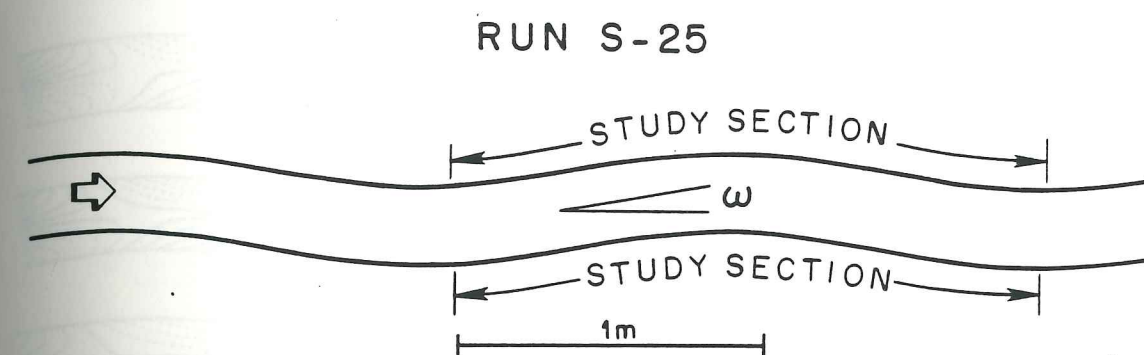 RUN S-25
STUDY SECTION
ω
STUDY SECTION
1m